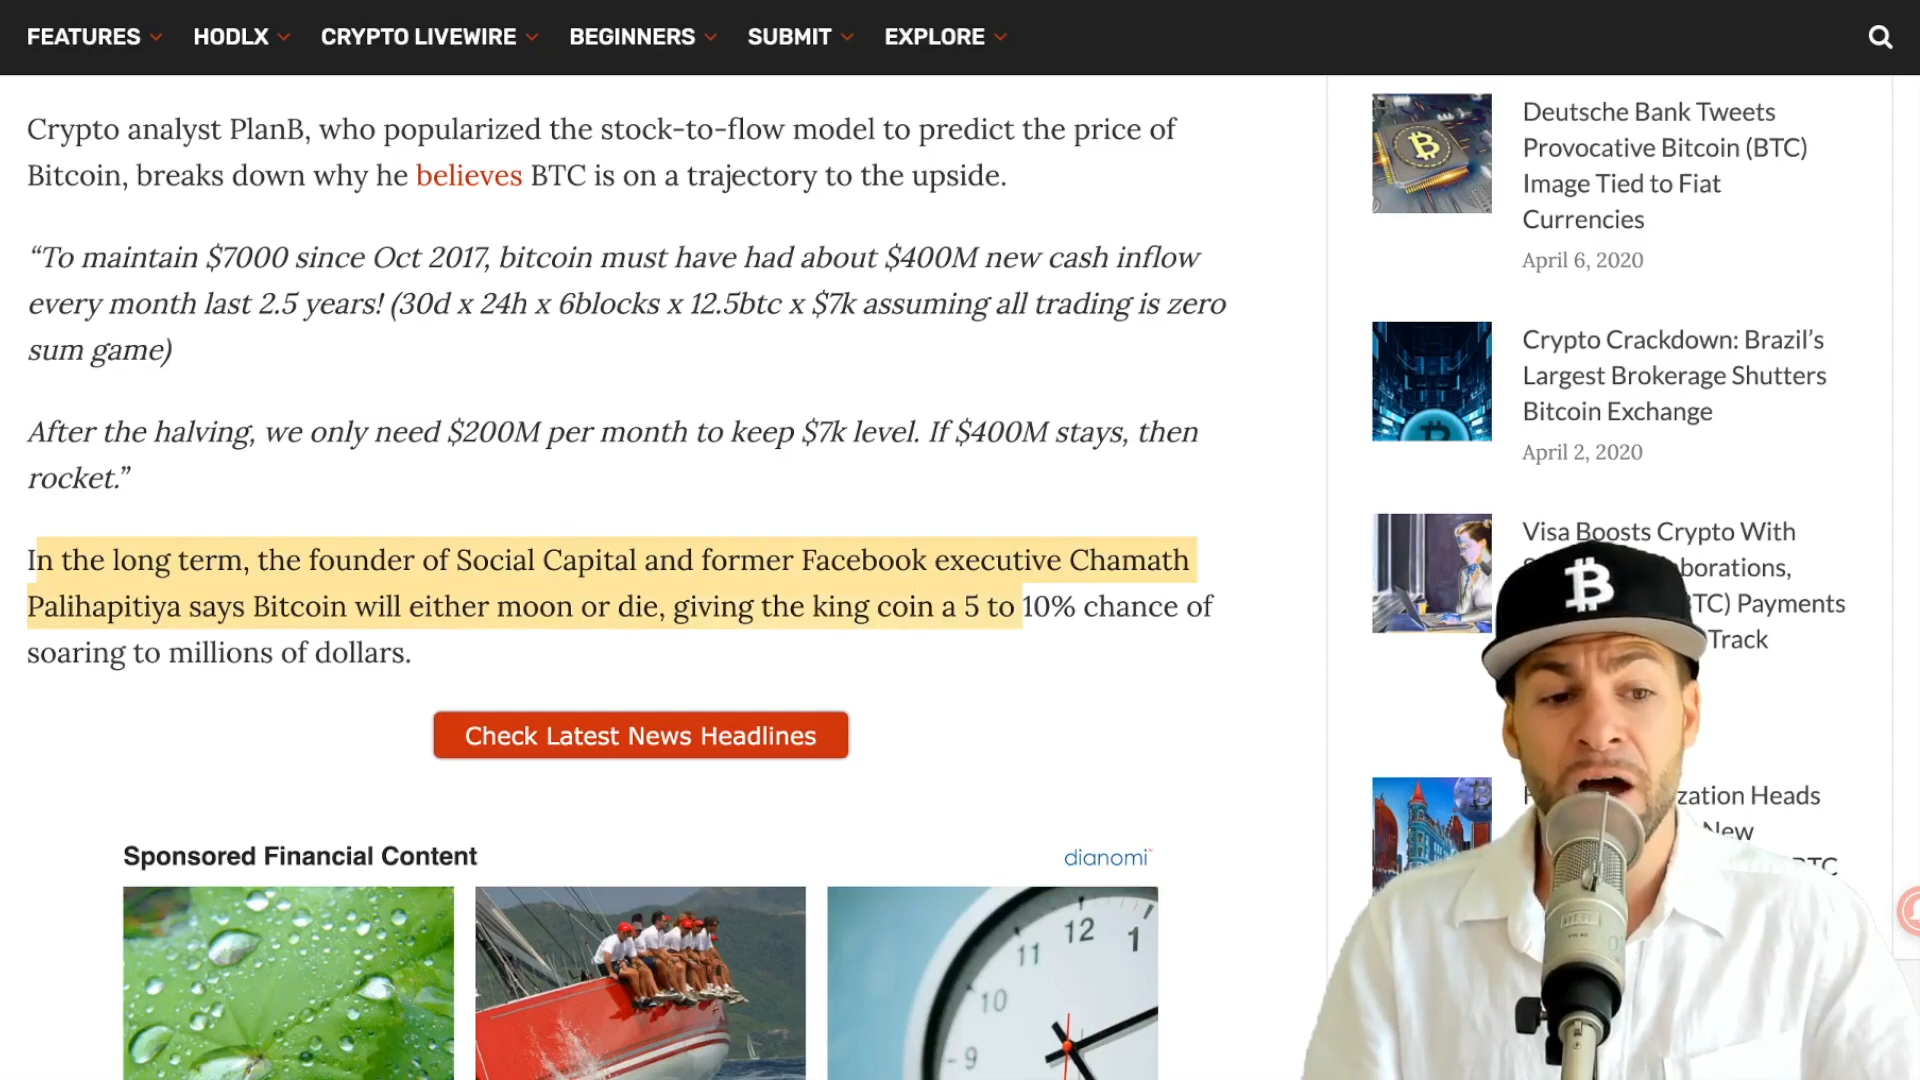 FEATURES HODLX CRYPTO LIVEWIRE BEGINNERS SUBMIT EXPLORE
Crypto analyst PlanB, who popularized the stock-to-flow model to predict the price of
Bitcoin, breaks down why he believes BTC is on a trajectory to the upside.
“To maintain $7000 since Oct 2017, bitcoin must have had about $400M new cash inflow
every month last 2.5 years! (30d x 24h x 6blocks x 12.5btc x $7k assuming all trading is zero
sum game)
After the halving, we only need $200M per month to keep $7k level. If $400M stays, then
rocket.”
In the long term, the founder of Social Capital and former Facebook executive Chamath
Palihapitiya says Bitcoin will either moon or die, giving the king coin a 5 to 10% chance of
soaring to millions of dollars.
Check Latest News Headlines
Sponsored Financial Content
dianomi
12
1
11
10
9
Deutsche Bank Tweets
Provocative Bitcoin (BTC)
Image Tied to Fiat
Currencies
April 6, 2020
Crypto Crackdown: Brazil’s
Largest Brokerage Shutters
Bitcoin Exchange
April 2, 2020
Visa Boosts Crypto With
borations,
TC) Payments
Track
zation Heads
New